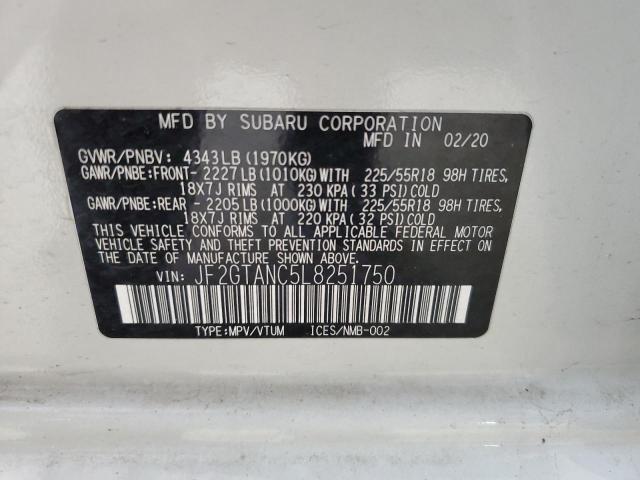 MFD BY SUBARU CORPORATION
MFD IN 02/20
GVWR/PNBV: 4343LB (1970KG)
GAWR/PNBE:FRONT- 2227LB (1010KG) WITH 225/55R18 98H TIRES,
18X7J RIMS AT 230 KPA (33 PSI) COLD
GAWR/PNBE:REAR - 2205LB (1000KG) WITH 225/55R18 98H TIRES,
18X7J RIMS AT 220 KPA (32 PSI) COLD
THIS VEHICLE CONFORMS TO ALL APPLICABLE FEDERAL MOTOR
VEHICLE SAFETY AND THEFT PREVENTION STANDARDS IN EFFECT ON
THE DATE OF MANUFACTURE SHOWN ABOVE.
VIN: JF2GTANC5L8251750
TYPE:MPV/VTUM ICES/NMB-002